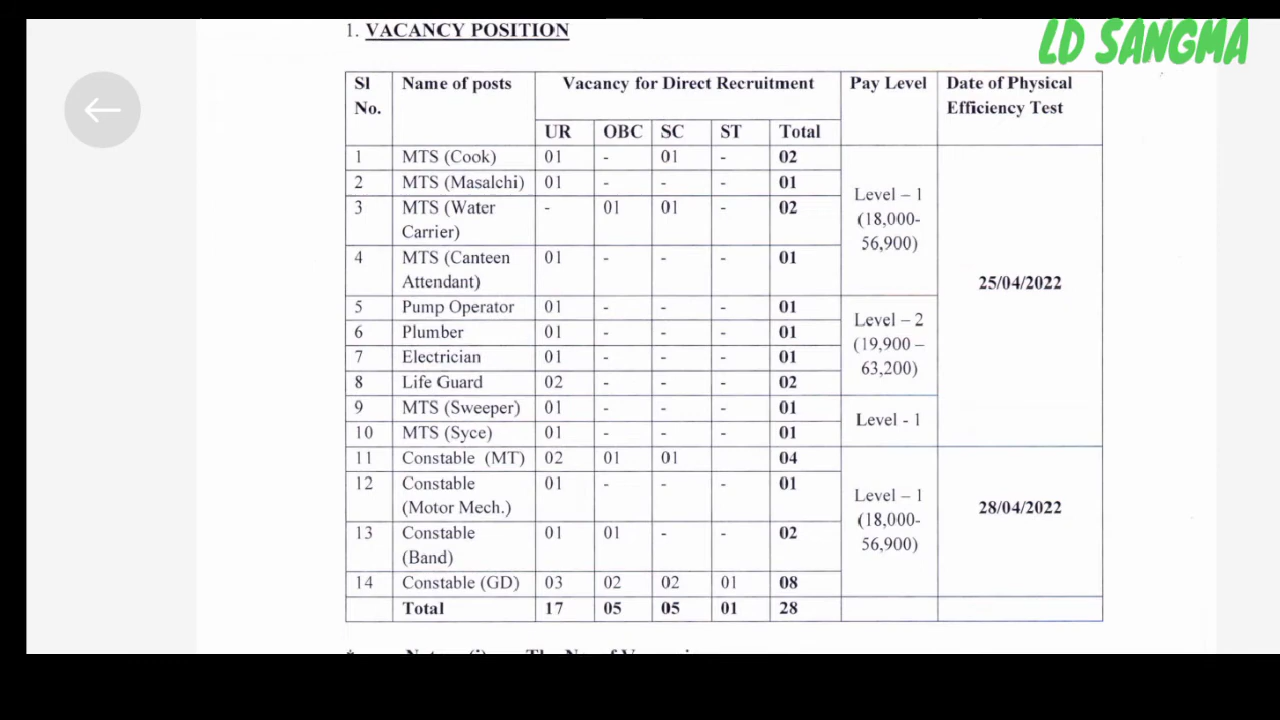 LD SANGMA
1. VACANCY POSITION
Sl No. Name of posts Vacancy for Direct Recruitment Pay Level Date of Physical Efficiency Test
UR OBC SC ST Total
1 MTS (Cook) 01 - 01 - 02
2 MTS (Masalchi) 01 - - - 01
3 MTS (Water Carrier) - 01 01 - 02
Level – 1 (18,000-56,900)
4 MTS (Canteen Attendant) 01 - - - 01
25/04/2022
5 Pump Operator 01 - - - 01
6 Plumber 01 - - - 01
Level – 2 (19,900 – 63,200)
7 Electrician 01 - - - 01
8 Life Guard 02 - - - 02
9 MTS (Sweeper) 01 - - - 01
Level - 1
10 MTS (Syce) 01 - - - 01
11 Constable (MT) 02 01 01 04
12 Constable (Motor Mech.) 01 - - - 01
Level – 1 (18,000-56,900)
28/04/2022
13 Constable (Band) 01 01 - - 02
14 Constable (GD) 03 02 02 01 08
Total 17 05 05 01 28